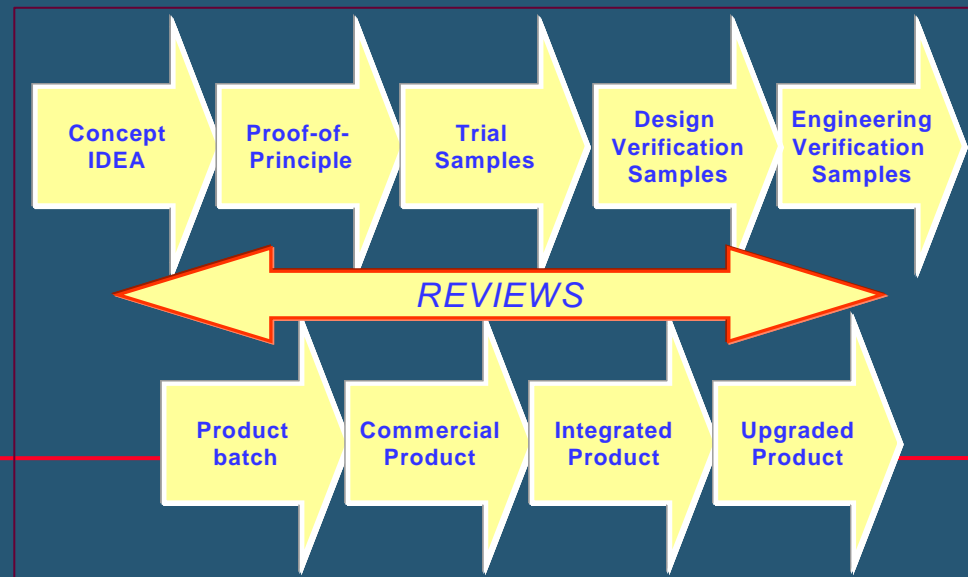 Concept
IDEA
Proof-of-
Principle
Trial
Samples
Design
Verification
Samples
Engineering
Verification
Samples
REVIEWS
Product
batch
Commercial
Product
Integrated
Product
Upgraded
Product